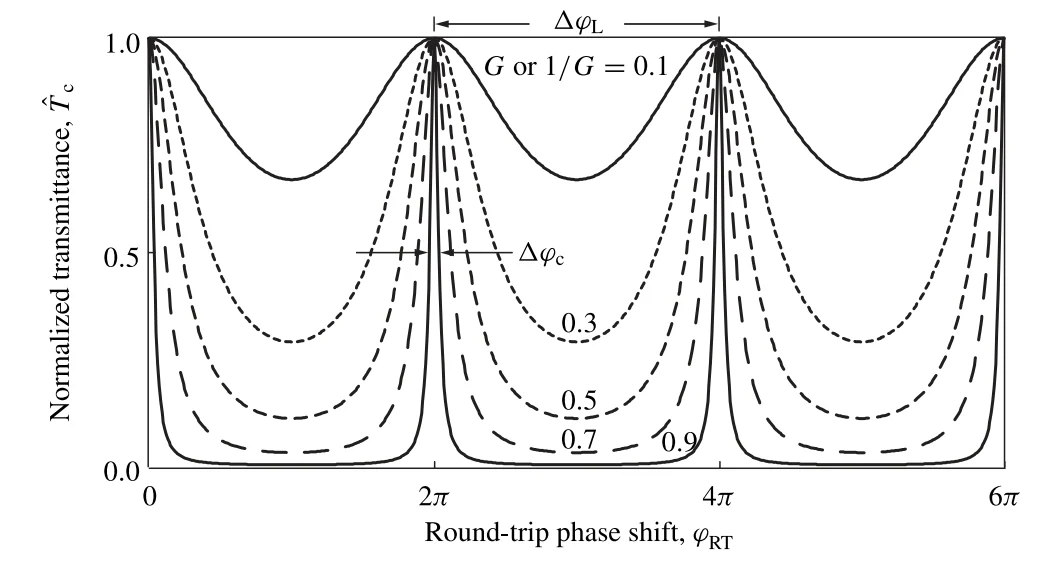 Δφ_L
1.0
G or 1/G = 0.1
Normalized transmittance, T̂_c
0.5
Δφ_c
0.3
0.5
0.7
0.9
0.0
0
2π
4π
6π
Round-trip phase shift, φ_RT